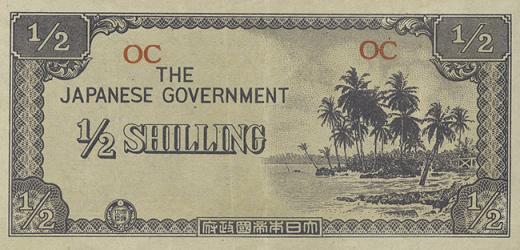 1/2 1/2
OC OC
THE
JAPANESE GOVERNMENT
1/2 SHILLING
1/2 1/2
大日本帝國政府